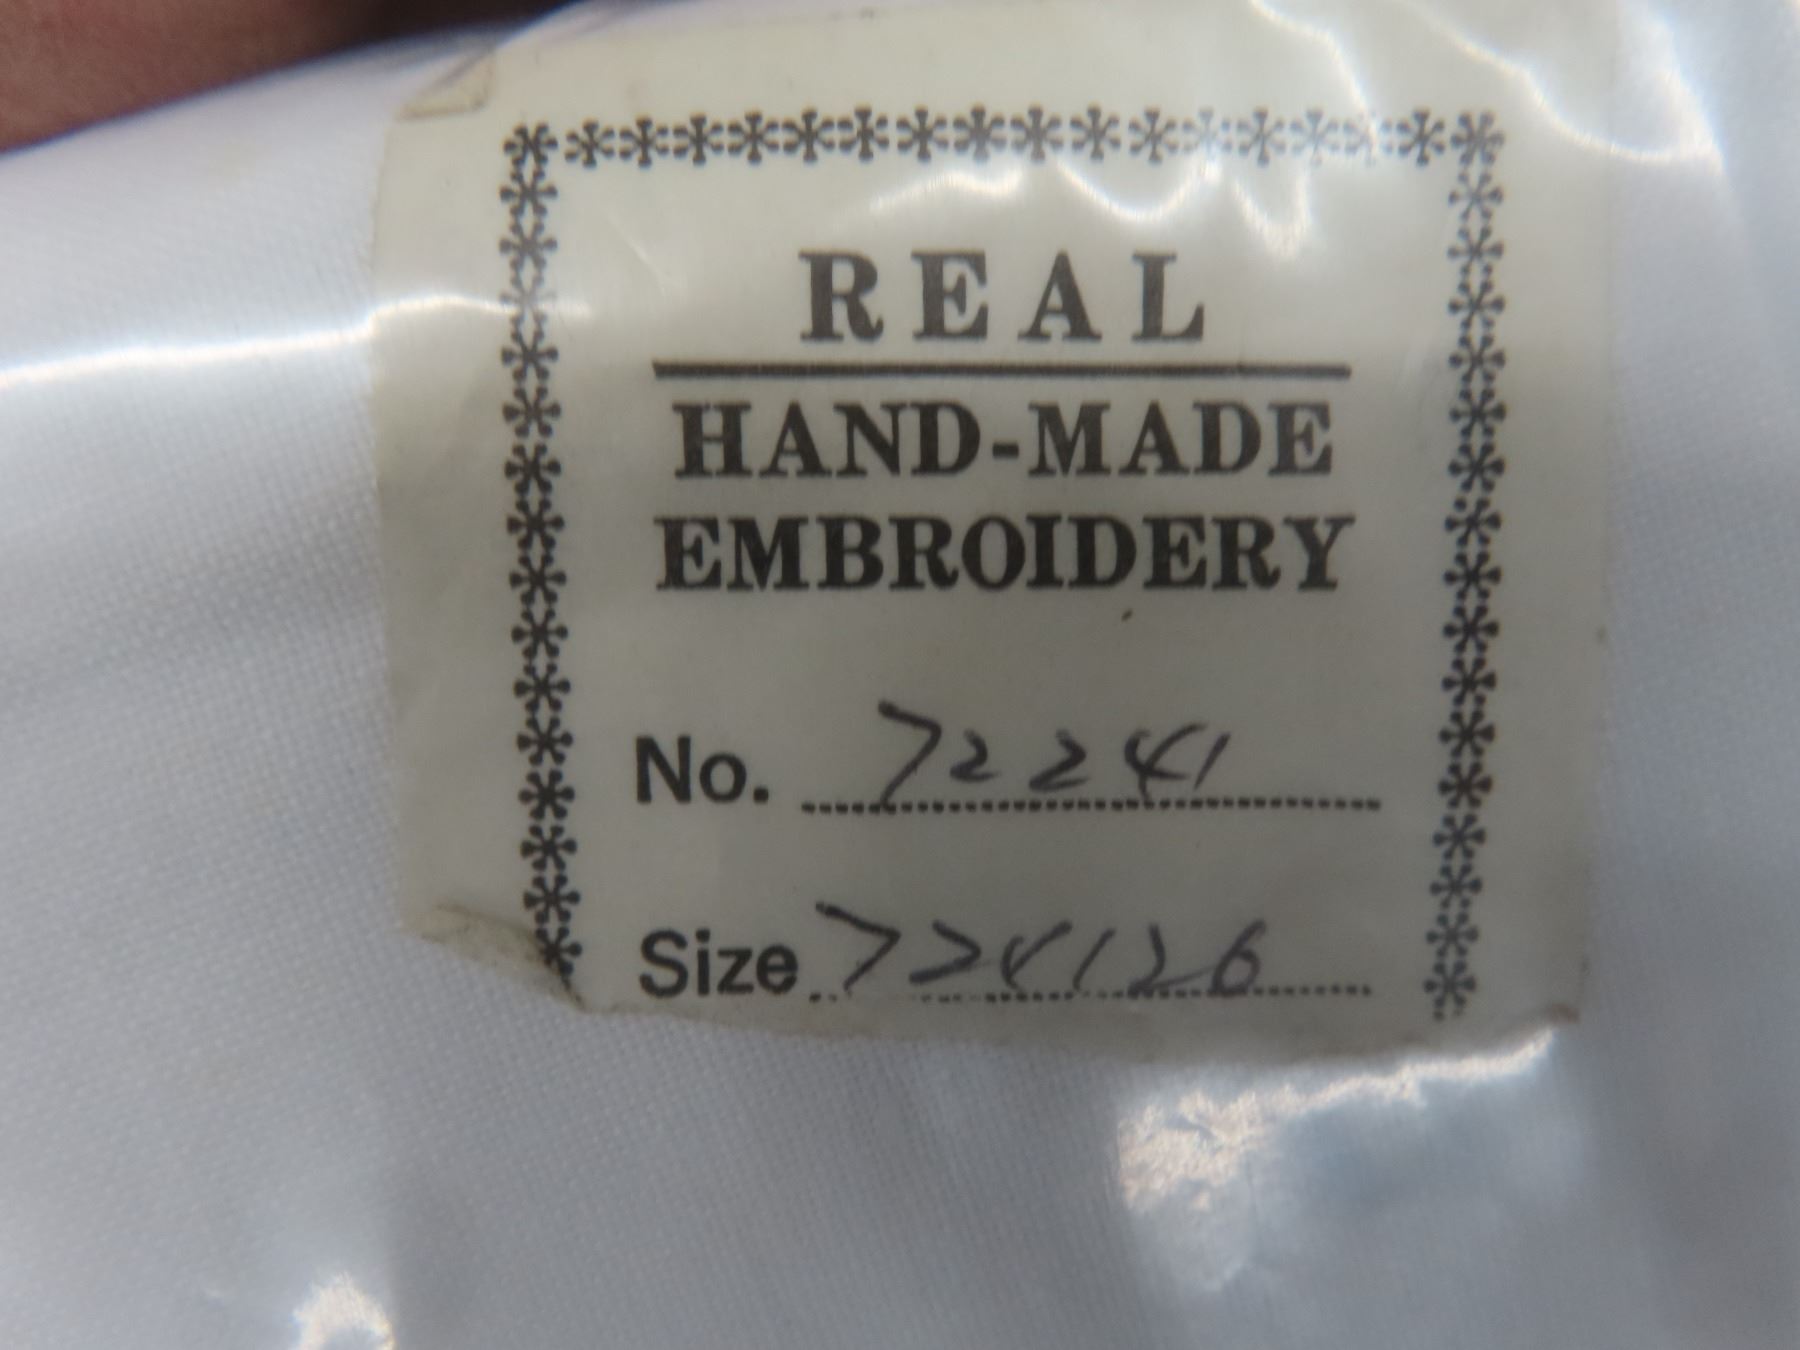 REAL
HAND-MADE
EMBROIDERY
No. 72241
Size 72x126